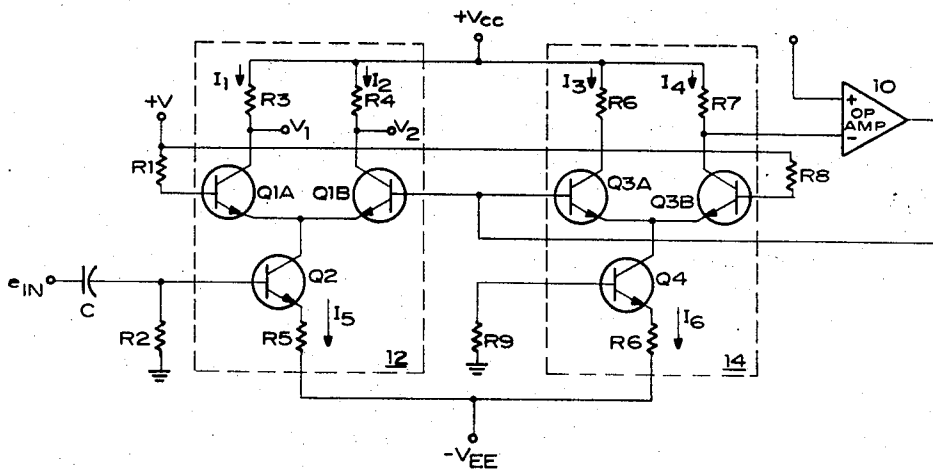 +Vcc
I1
R3
I2
R4
I3
R6
I4
R7
10
+
OP
AMP
-
+V
V1
V2
R1
R8
Q1A
Q1B
Q3A
Q3B
eIN
C
Q2
Q4
R2
R5
I5
12
R9
R6
I6
14
-VEE